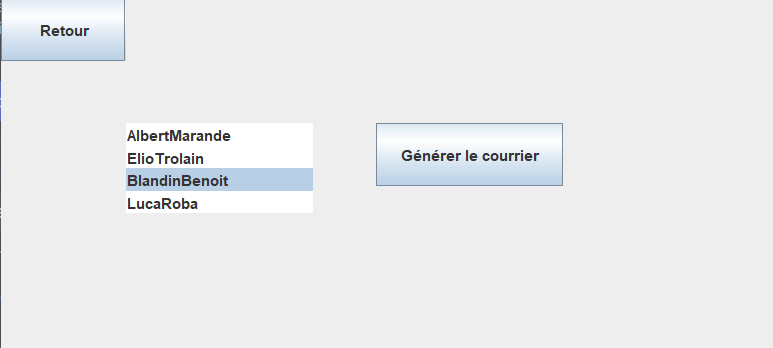 Retour
AlbertMarande
ElioTrolain
BlandinBenoit
LucaRoba
Générer le courrier